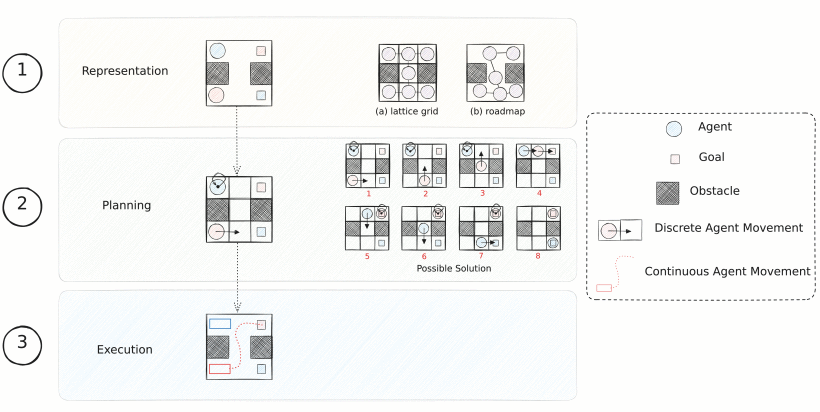 1
Representation
(a) lattice grid
(b) roadmap
2
Planning
1
2
3
4
5
6
7
8
Possible Solution
3
Execution
Agent
Goal
Obstacle
Discrete Agent Movement
Continuous Agent Movement